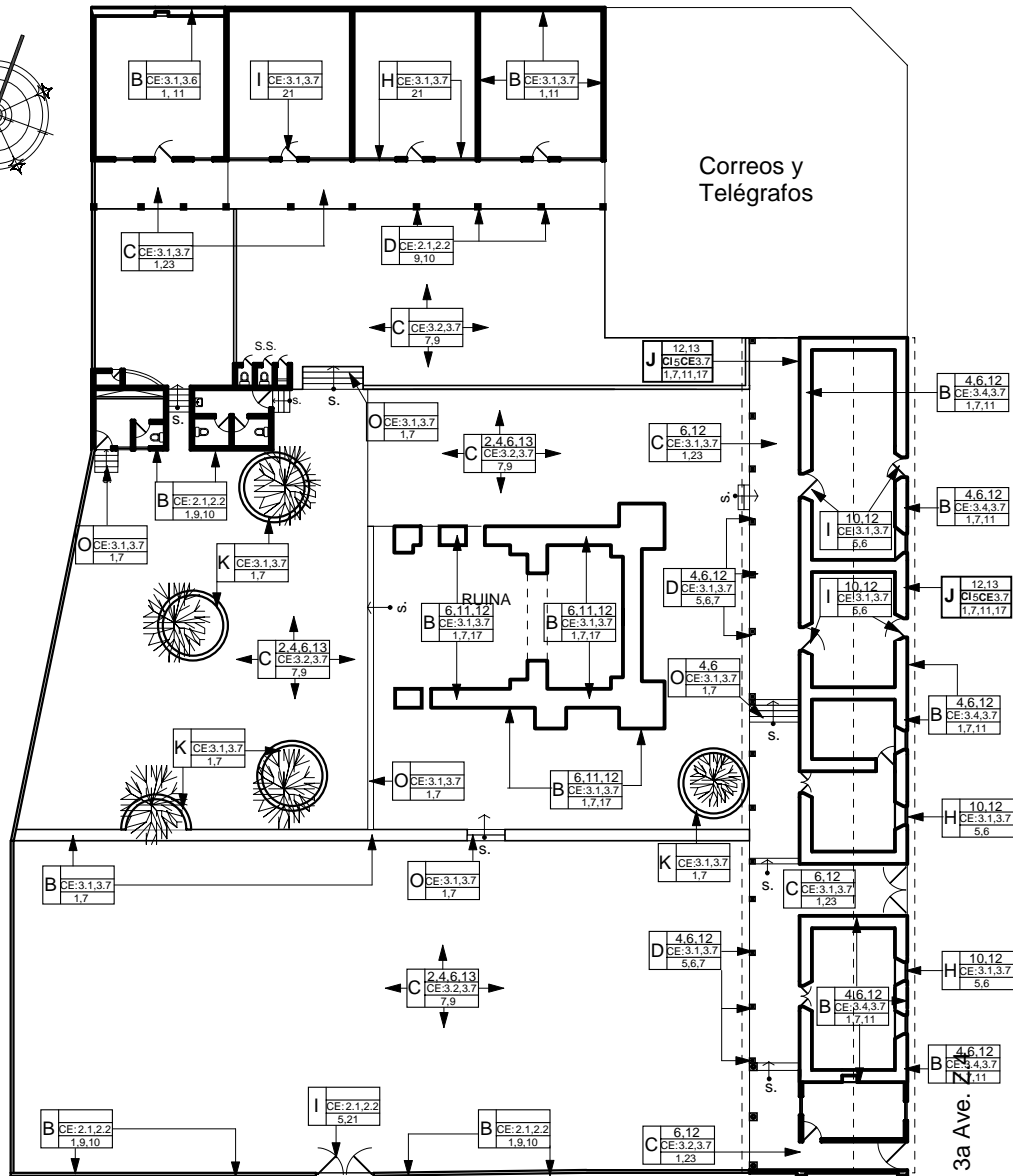 B CE:3.1,3.6
1, 11
I CE:3.1,3.7
21
H CE:3.1,3.7
21
B CE:3.1,3.7
1,11
Correos y
Telégrafos
C CE:3.1,3.7
1,23
D CE:2.1,2.2
9,10
C CE:3.2,3.7
7,9
S.S.
s.
s.
s.
J 12,13
CI5CE3.7
1,7,11,17
B 4,6,12
CE:3.4,3.7
1,7,11
O CE:3.1,3.7
1,7
C 2,4,6,13
CE:3.2,3.7
7,9
C 6,12
CE:3.1,3.7
1,23
B CE:2.1,2.2
1,9,10
s.
B 4,6,12
CE:3.4,3.7
1,7,11
I 10,12
CE:3.1,3.7
5,6
O CE:3.1,3.7
1,7
K CE:3.1,3.7
1,7
D 4,6,12
CE:3.1,3.7
5,6,7
I 10,12
CE:3.1,3.7
5,6
J 12,13
CI5CE3.7
1,7,11,17
RUINA
s.
B 6,11,12
CE:3.1,3.7
1,7,17
B 6,11,12
CE:3.1,3.7
1,7,17
C 2,4,6,13
CE:3.2,3.7
7,9
O 4,6
CE:3.1,3.7
1,7
B 4,6,12
CE:3.4,3.7
1,7,11
s.
K CE:3.1,3.7
1,7
O CE:3.1,3.7
1,7
B 6,11,12
CE:3.1,3.7
1,7,17
H 10,12
CE:3.1,3.7
5,6
s.
K CE:3.1,3.7
1,7
s.
B CE:3.1,3.7
1,7
O CE:3.1,3.7
1,7
C 6,12
CE:3.1,3.7
1,23
D 4,6,12
CE:3.1,3.7
5,6,7
H 10,12
CE:3.1,3.7
5,6
C 2,4,6,13
CE:3.2,3.7
7,9
B 4,6,12
CE:3.4,3.7
1,7,11
B 4,6,12
CE:3.4,3.7
1,7,11
s.
3a Ave. Z.4
B CE:2.1,2.2
1,9,10
I CE:2.1,2.2
5,21
B CE:2.1,2.2
1,9,10
C 6,12
CE:3.2,3.7
1,23